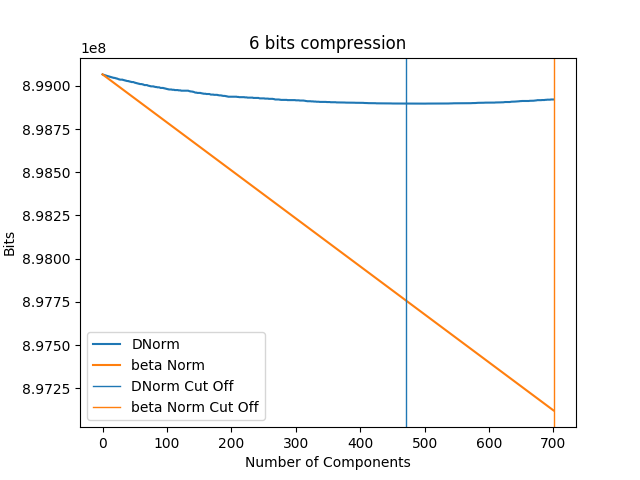 6 bits compression
1e8
8.9900
8.9875
8.9850
8.9825
8.9800
8.9775
8.9750
8.9725
Bits
DNorm
beta Norm
DNorm Cut Off
beta Norm Cut Off
0 100 200 300 400 500 600 700
Number of Components